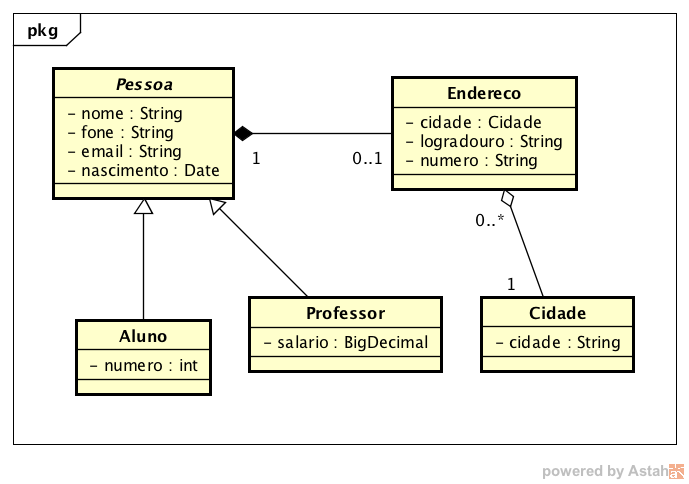 pkg
Pessoa
- nome : String
- fone : String
- email : String
- nascimento : Date
1
0..1
Endereco
- cidade : Cidade
- logradouro : String
- numero : String
0..*
1
Aluno
- numero : int
Professor
- salario : BigDecimal
Cidade
- cidade : String
powered by Astah